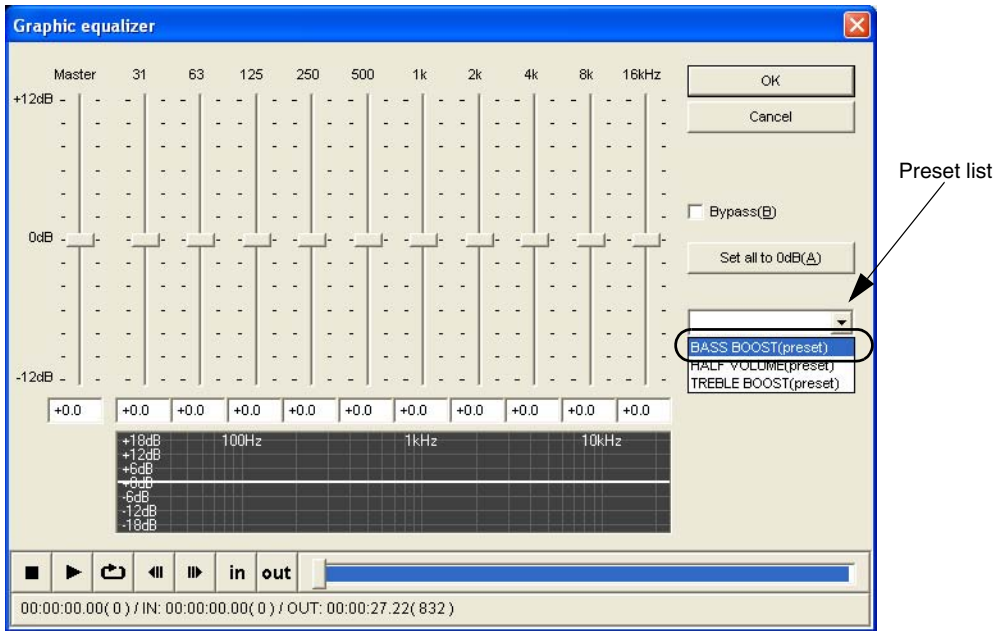 Graphic equalizer
Master 31 63 125 250 500 1k 2k 4k 8k 16kHz
+12dB
0dB
-12dB
+0.0 +0.0 +0.0 +0.0 +0.0 +0.0 +0.0 +0.0 +0.0 +0.0 +0.0
+18dB 100Hz 1kHz 10kHz
+12dB
+6dB
+0dB
-6dB
-12dB
-18dB
OK
Cancel
Bypass(B)
Set all to 0dB(A)
Preset list
BASS BOOST(preset)
HALF VOLUME(preset)
TREBLE BOOST(preset)
in out
00:00:00.00( 0 ) / IN: 00:00:00.00( 0 ) / OUT: 00:00:27.22( 832 )